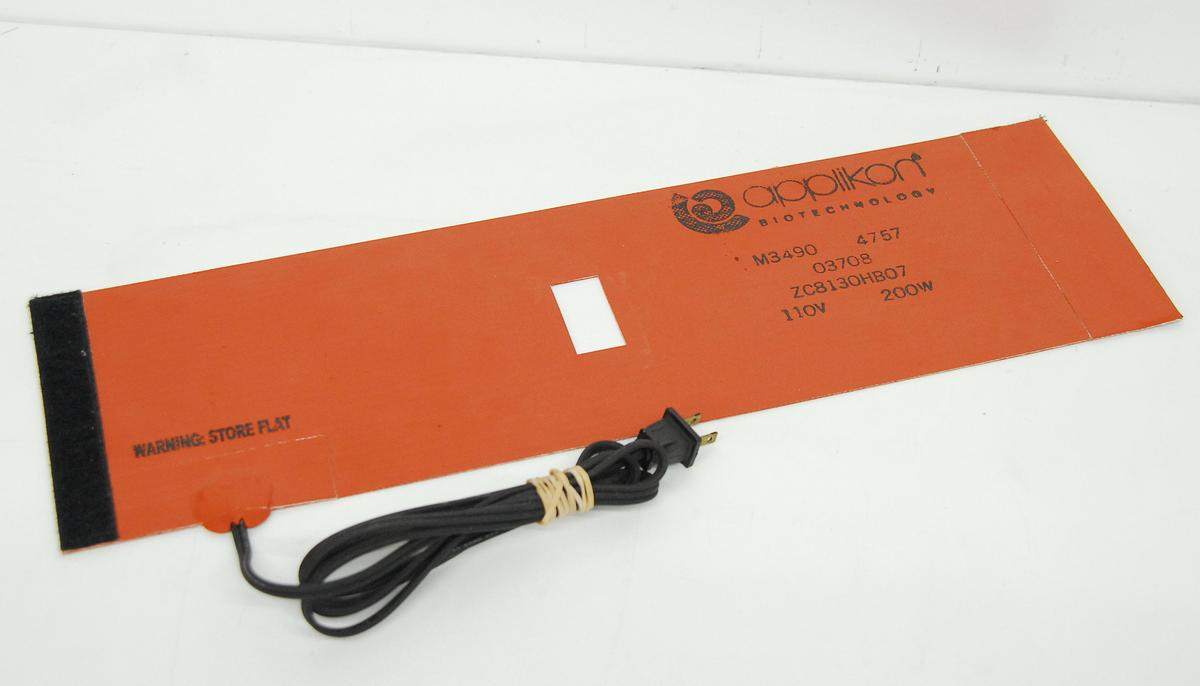 applikon
BIOTECHNOLOGY
M3490 4757
03708
ZC8130HB07
110V 200W
WARNING: STORE FLAT